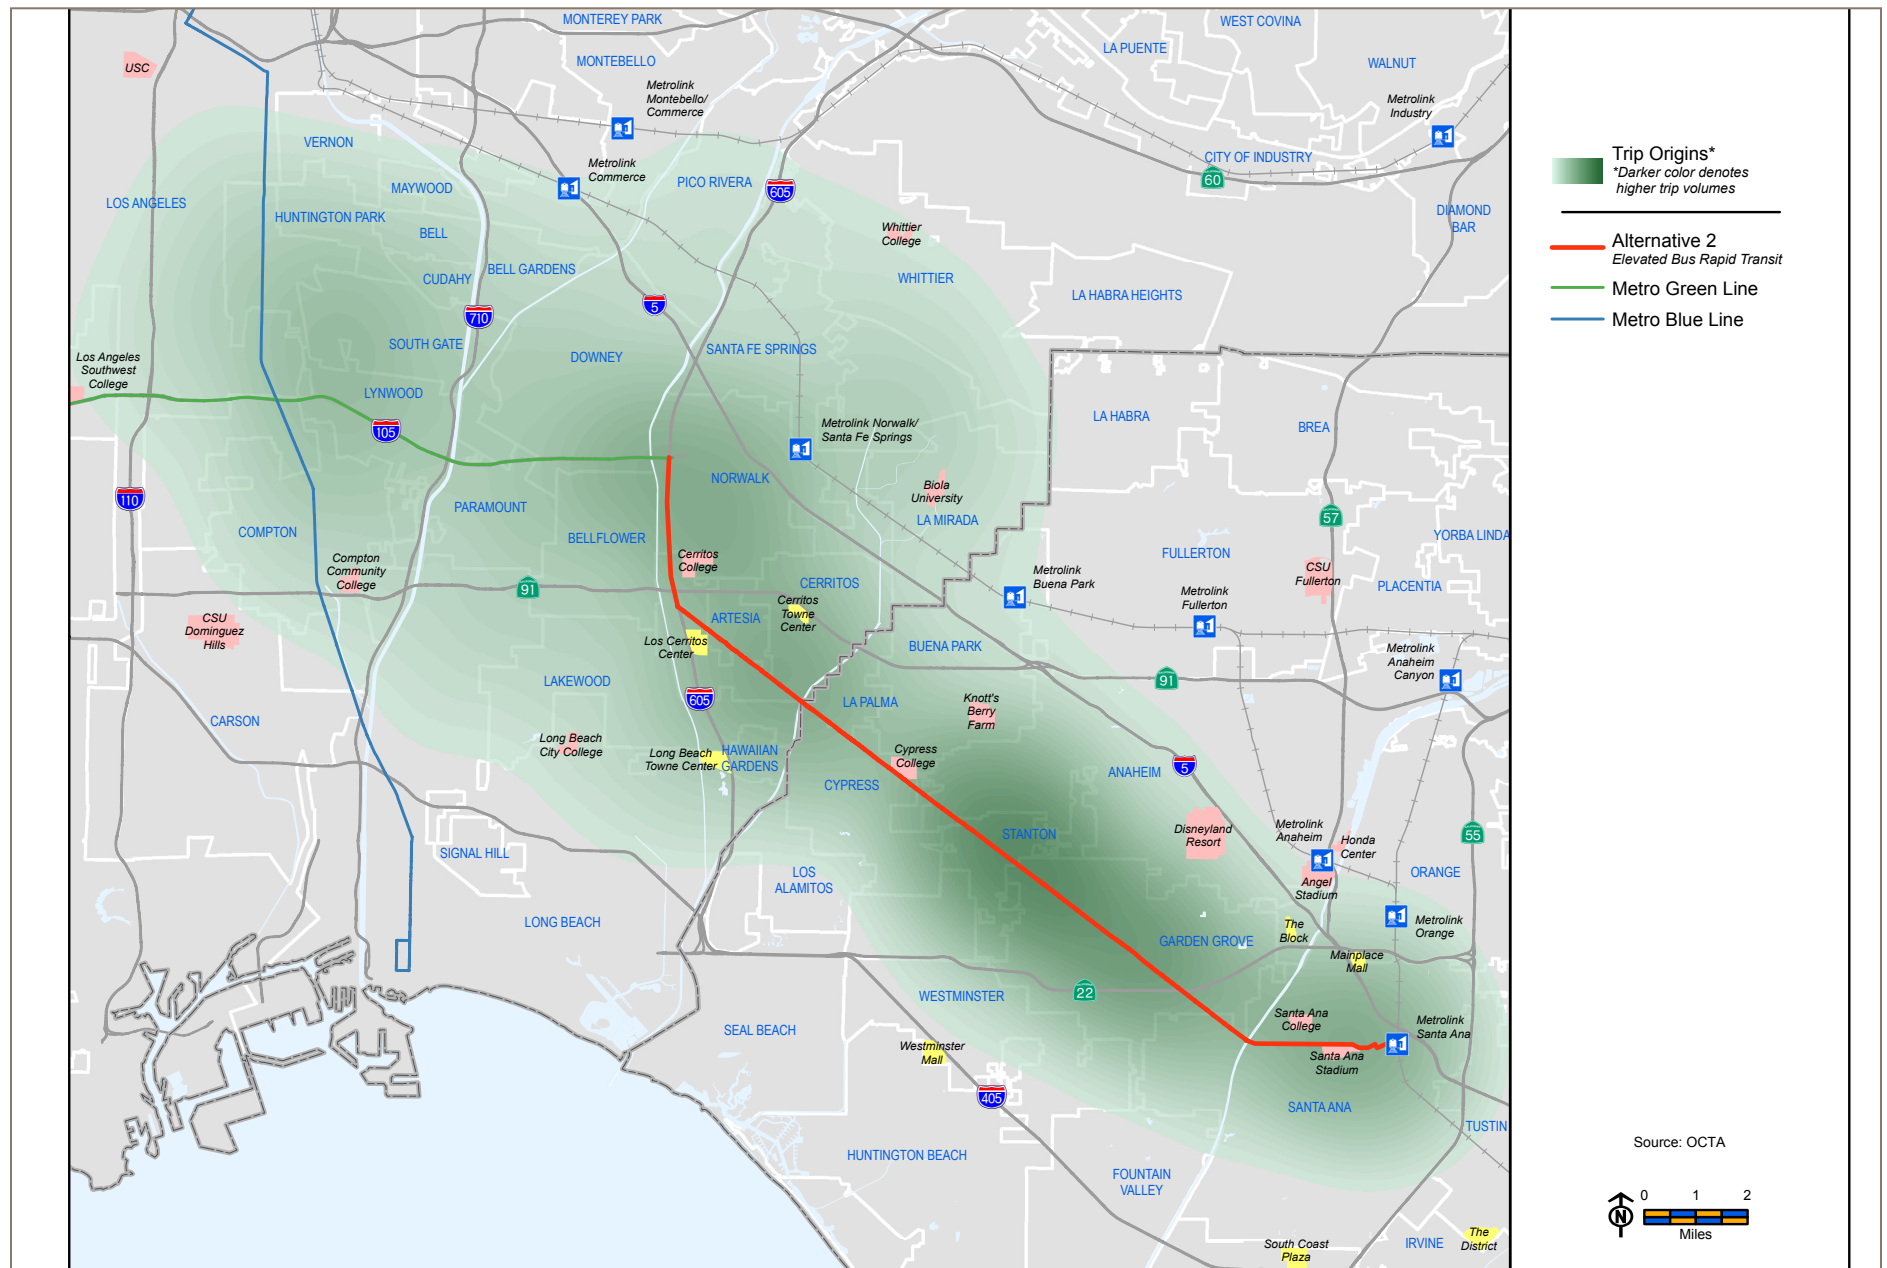 MONTEREY PARK
WEST COVINA
LA PUENTE
WALNUT
MONTEBELLO
USC
Metrolink
Montebello/
Commerce
Metrolink
Industry
VERNON
Metrolink
Commerce
CITY OF INDUSTRY
60
PICO RIVERA
605
MAYWOOD
LOS ANGELES
HUNTINGTON PARK
BELL
DIAMOND
BAR
Whittier
College
BELL GARDENS
CUDAHY
WHITTIER
LA HABRA HEIGHTS
5
710
SOUTH GATE
DOWNEY
SANTA FE SPRINGS
Los Angeles
Southwest
College
LYNWOOD
105
LA HABRA
BREA
Metrolink Norwalk/
Santa Fe Springs
NORWALK
110
Biola
University
PARAMOUNT
LA MIRADA
57
COMPTON
BELLFLOWER
YORBA LINDA
FULLERTON
Compton
Community
College
Cerritos
College
CERRITOS
Metrolink
Buena Park
CSU
Fullerton
PLACENTIA
91
Metrolink
Fullerton
Cerritos
Towne
Center
ARTESIA
CSU
Dominguez
Hills
Los Cerritos
Center
BUENA PARK
Metrolink
Anaheim
Canyon
LAKEWOOD
91
605
LA PALMA
Knott's
Berry
Farm
CARSON
Long Beach
City College
Long Beach
Towne Center
HAWAIIAN
GARDENS
Cypress
College
CYPRESS
ANAHEIM
5
STANTON
Disneyland
Resort
Metrolink
Anaheim
Honda
Center
55
SIGNAL HILL
LOS
ALAMITOS
Angel
Stadium
ORANGE
LONG BEACH
The
Block
Metrolink
Orange
GARDEN GROVE
Mainplace
Mall
22
WESTMINSTER
SEAL BEACH
Santa Ana
College
Metrolink
Santa Ana
Westminster
Mall
Santa Ana
Stadium
405
SANTA ANA
TUSTIN
HUNTINGTON BEACH
FOUNTAIN
VALLEY
South Coast
Plaza
IRVINE
The
District
Trip Origins*
*Darker color denotes
higher trip volumes
Alternative 2
Elevated Bus Rapid Transit
Metro Green Line
Metro Blue Line
Source: OCTA
N
0 1 2
Miles